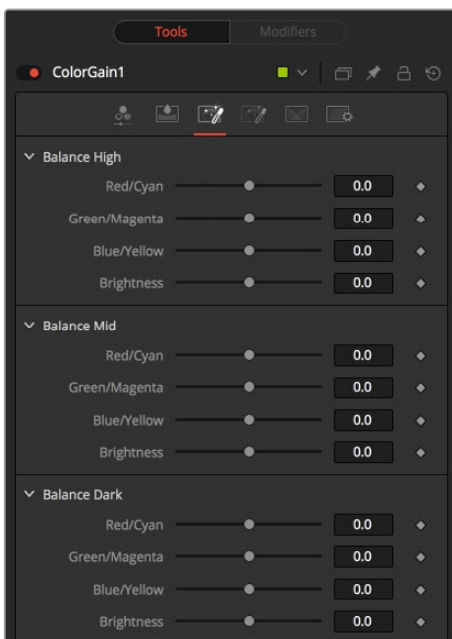 Tools Modifiers
ColorGain1
Balance High
Red/Cyan 0.0
Green/Magenta 0.0
Blue/Yellow 0.0
Brightness 0.0
Balance Mid
Red/Cyan 0.0
Green/Magenta 0.0
Blue/Yellow 0.0
Brightness 0.0
Balance Dark
Red/Cyan 0.0
Green/Magenta 0.0
Blue/Yellow 0.0
Brightness 0.0